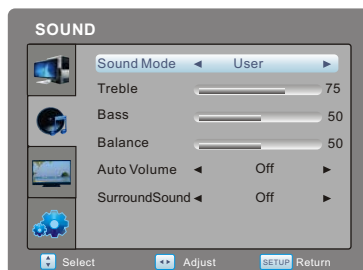 SOUND
Sound Mode ◄ User ►
Treble 75
Bass 50
Balance 50
Auto Volume ◄ Off ►
SurroundSound ◄ Off ►
Select Adjust SETUP Return